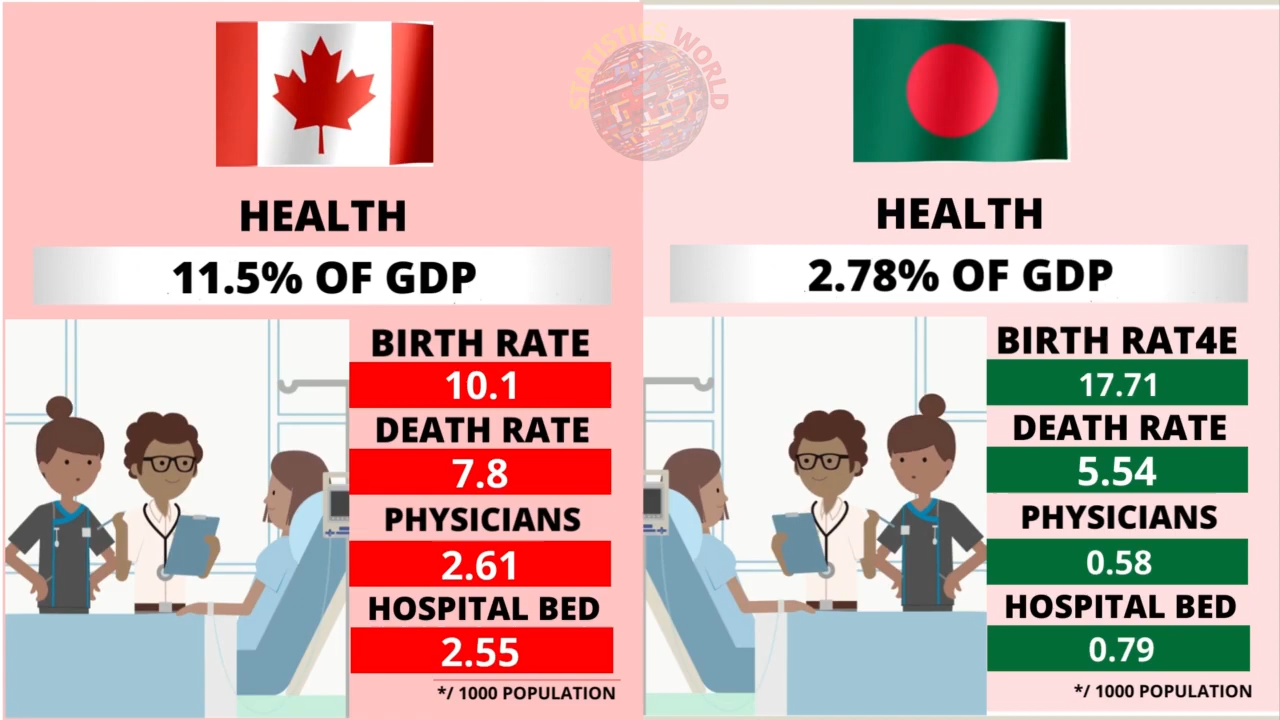 STATISTICS WORLD
HEALTH
11.5% OF GDP
BIRTH RATE
10.1
DEATH RATE
7.8
PHYSICIANS
2.61
HOSPITAL BED
2.55
*/ 1000 POPULATION
HEALTH
2.78% OF GDP
BIRTH RAT4E
17.71
DEATH RATE
5.54
PHYSICIANS
0.58
HOSPITAL BED
0.79
*/ 1000 POPULATION